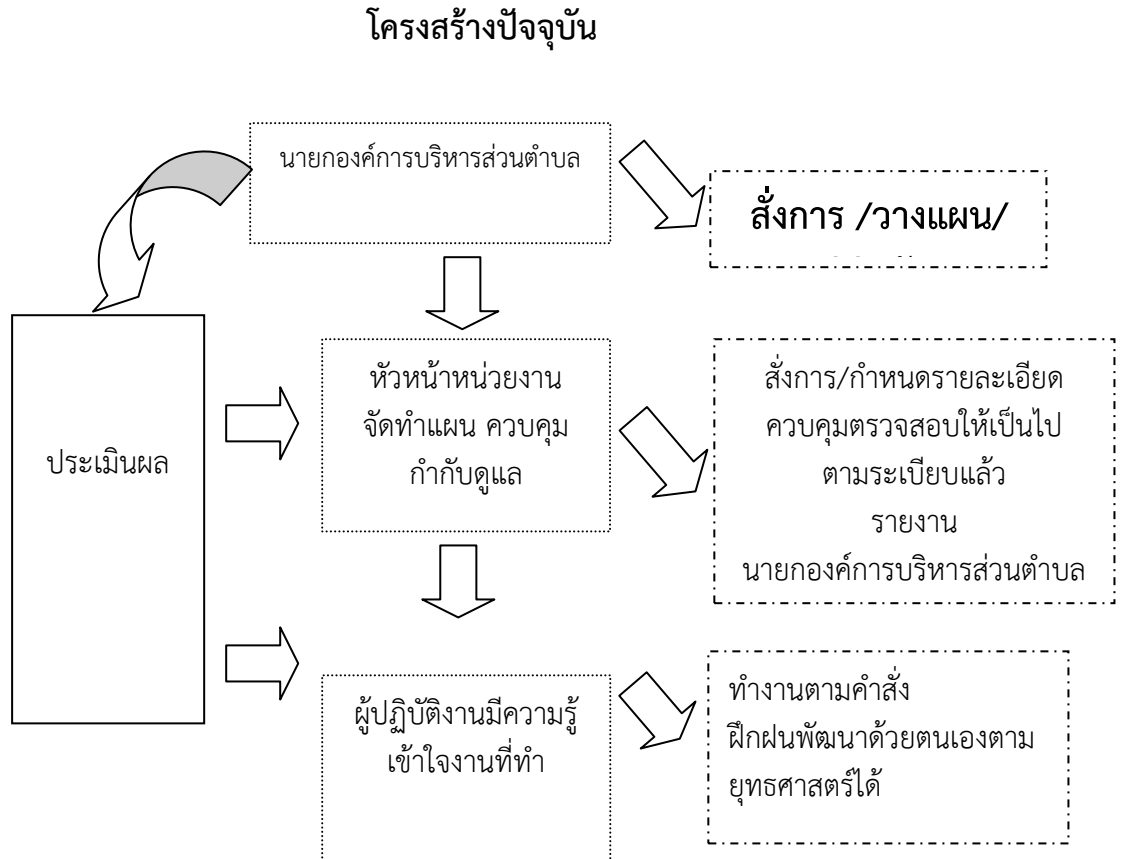 โครงสร้างปัจจุบัน
นายกองค์การบริหารส่วนตำบล
สั่งการ /วางแผน/
หัวหน้าหน่วยงาน
จัดทำแผน ควบคุม
กำกับดูแล
สั่งการ/กำหนดรายละเอียด
ควบคุมตรวจสอบให้เป็นไป
ตามระเบียบแล้ว
รายงาน
นายกองค์การบริหารส่วนตำบล
ประเมินผล
ผู้ปฏิบัติงานมีความรู้
เข้าใจงานที่ทำ
ทำงานตามคำสั่ง
ฝึกฝนพัฒนาด้วยตนเองตาม
ยุทธศาสตร์ได้